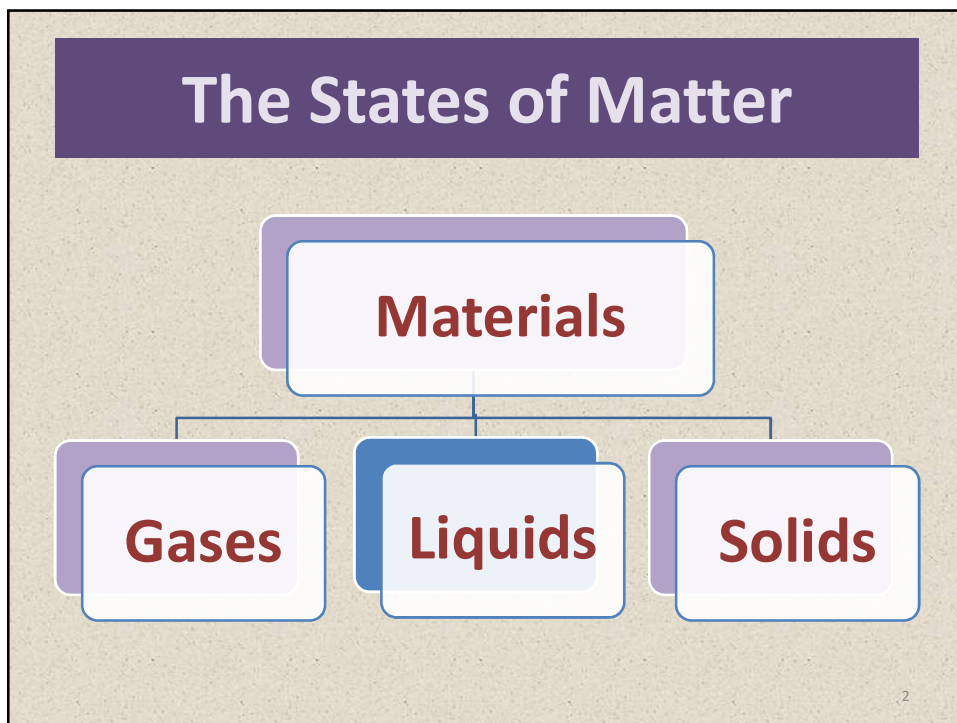 The States of Matter
Materials
Gases
Liquids
Solids
2